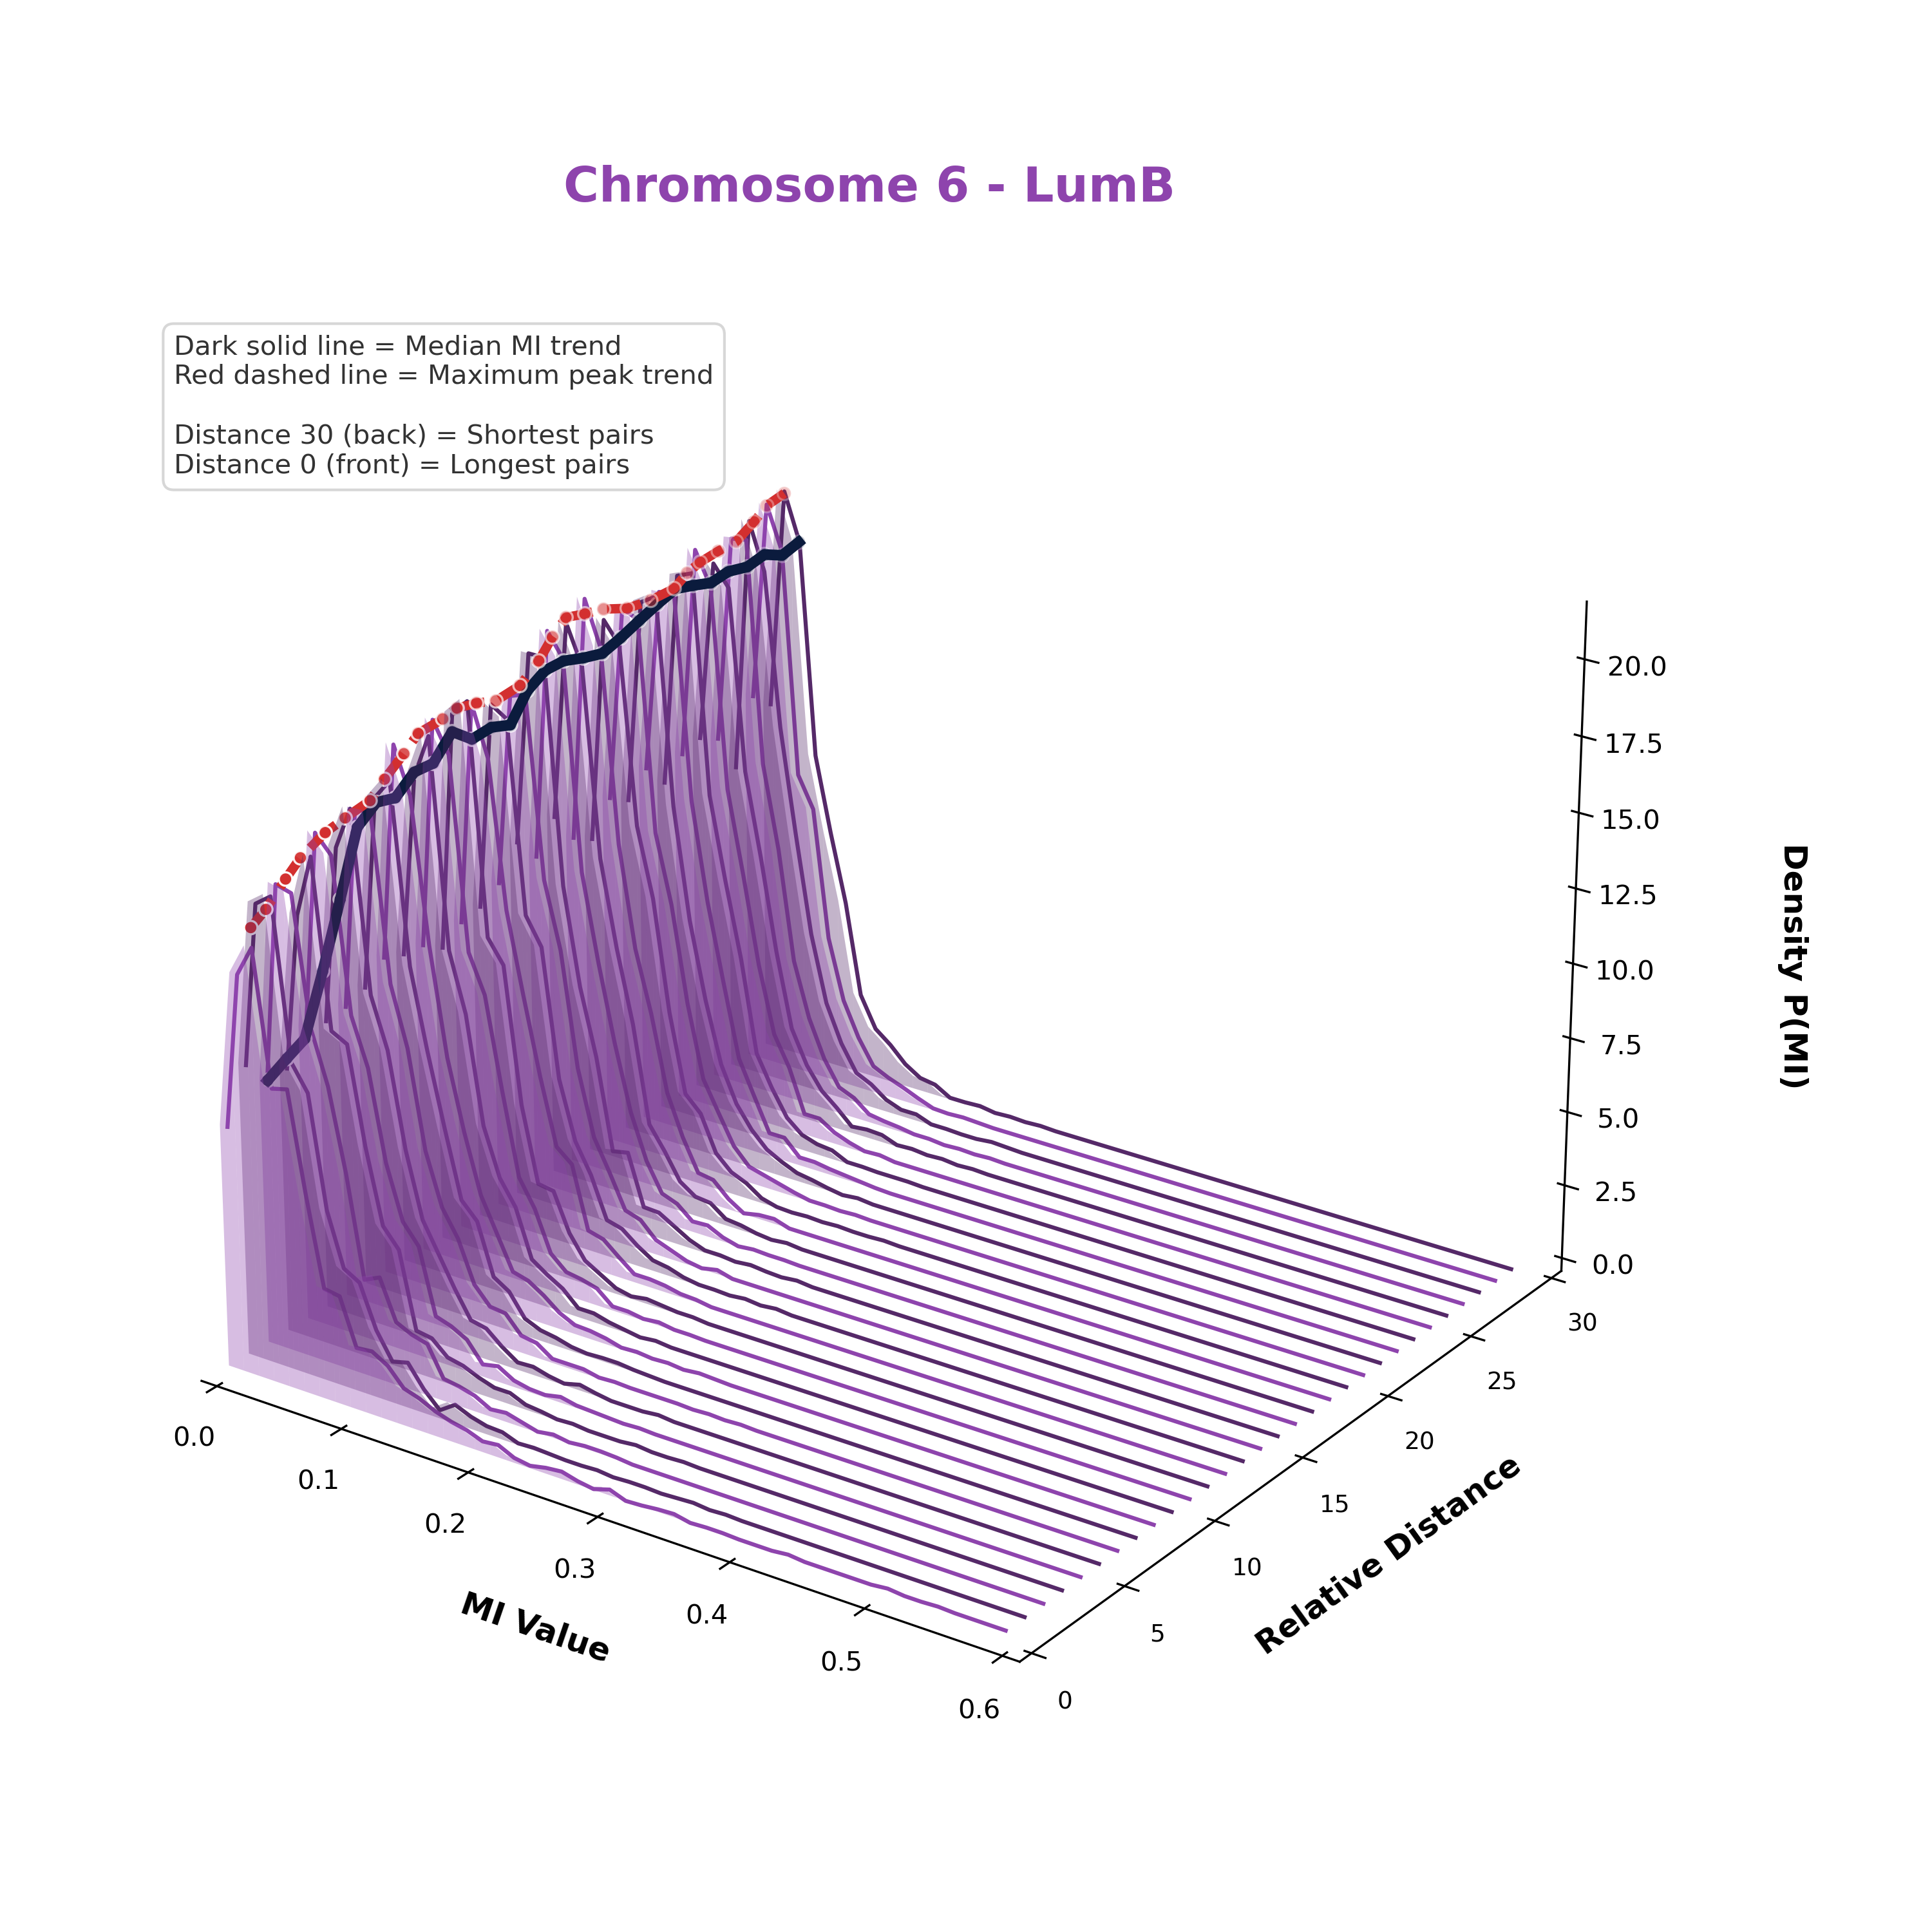 Chromosome 6 - LumB
Dark solid line = Median MI trend
Red dashed line = Maximum peak trend
Distance 30 (back) = Shortest pairs
Distance 0 (front) = Longest pairs
20.0
17.5
15.0
12.5
10.0
7.5
5.0
2.5
0.0
Density P(MI)
30
25
20
15
10
5
0
Relative Distance
0.0
0.1
0.2
0.3
0.4
0.5
0.6
MI Value